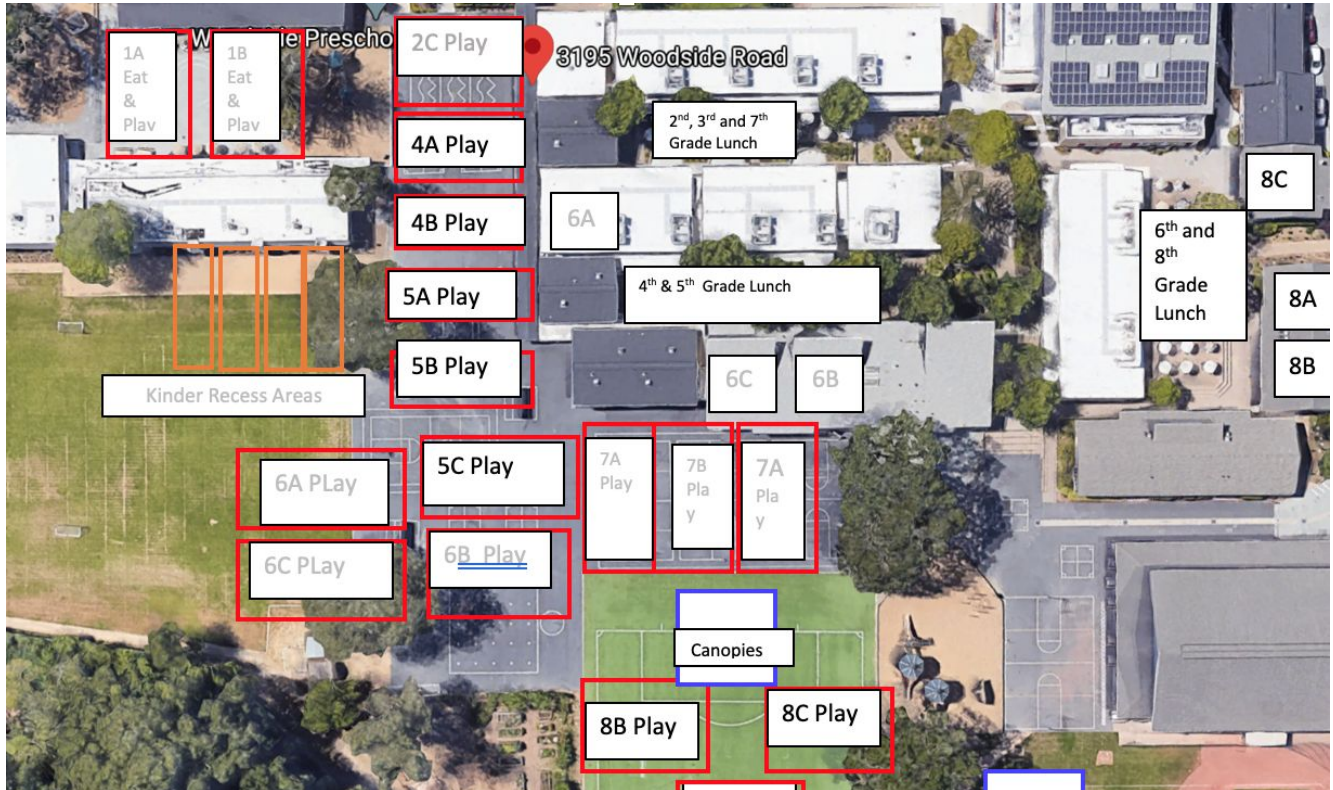 1A
Eat
&
Play
1B
Eat
&
Play
2C Play
3195 Woodside Road
4A Play
2nd, 3rd and 7th
Grade Lunch
8C
4B Play
6A
6th and
8th
Grade
Lunch
5A Play
4th & 5th Grade Lunch
8A
5B Play
6C
6B
8B
Kinder Recess Areas
5C Play
7A
Play
7B
Pla
y
7A
Pla
y
6A PLay
6C PLay
6B Play
Canopies
8B Play
8C Play